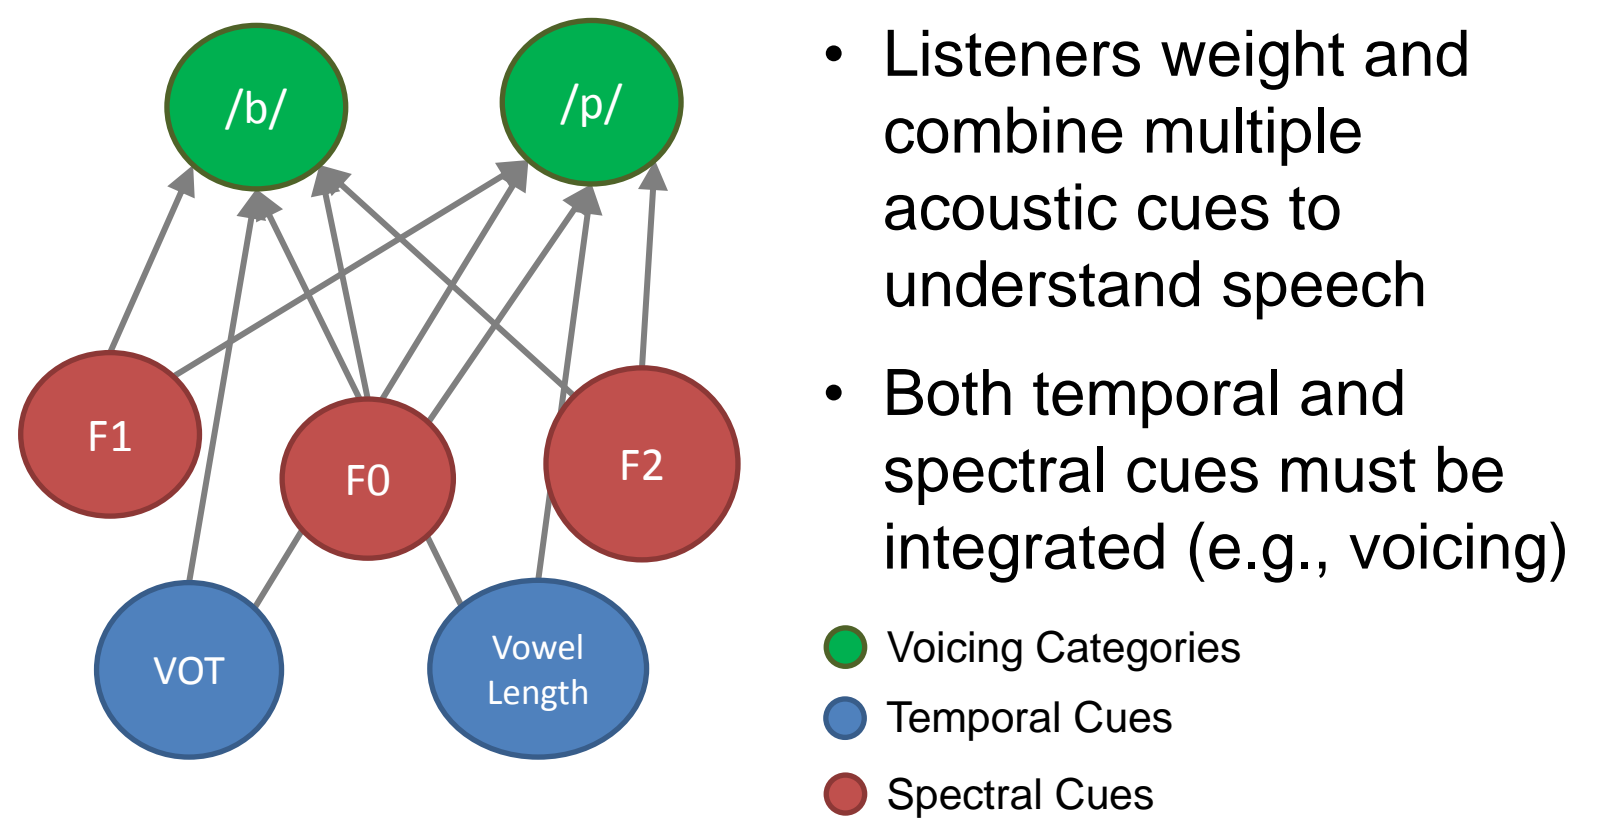 /b/
/p/
F1
F0
F2
VOT
Vowel
Length
• Listeners weight and
combine multiple
acoustic cues to
understand speech
• Both temporal and
spectral cues must be
integrated (e.g., voicing)
Voicing Categories
Temporal Cues
Spectral Cues